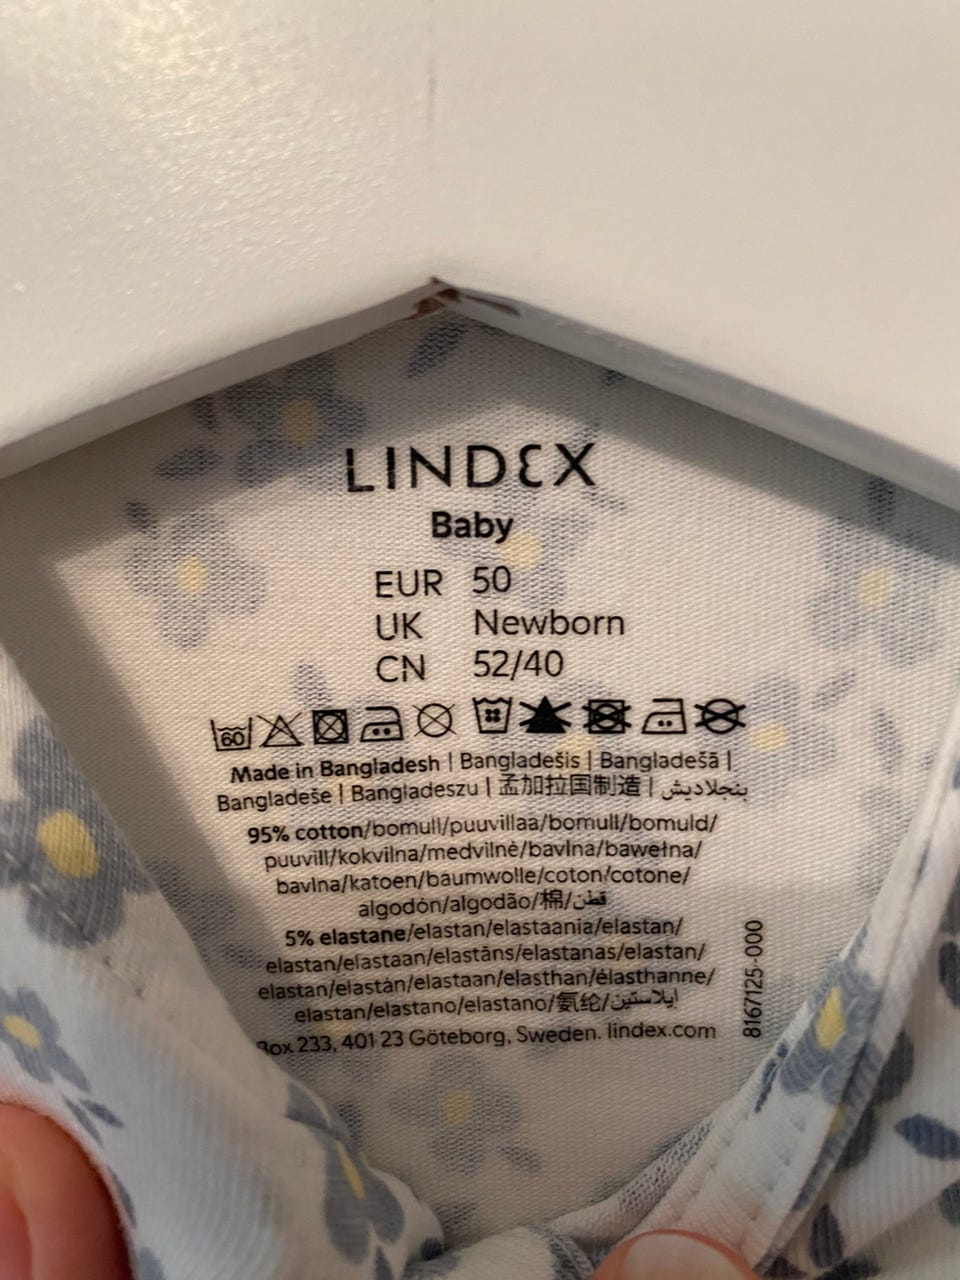 LINDEX
Baby
EUR 50
UK Newborn
CN 52/40
60
Made in Bangladesh | Bangladešis | Bangladešā |
Bangladeše | Bangladeszu | 孟加拉国制造 | بنجلاديش
95% cotton/bomull/puuvillaa/bomull/bomuld/
puuvill/kokvilna/medvilnė/bavlna/bawełna/
bavlna/katoen/baumwolle/coton/cotone/
algodón/algodão/棉/قطن
5% elastane/elastan/elastaania/elastan/
elastan/elastaan/elastāns/elastanas/elastan/
elastan/elastán/elastaan/elasthan/élasthanne/
elastan/elastano/elastano/氨纶/ايلاستين
Box 233, 401 23 Göteborg, Sweden. lindex.com
8167125-000